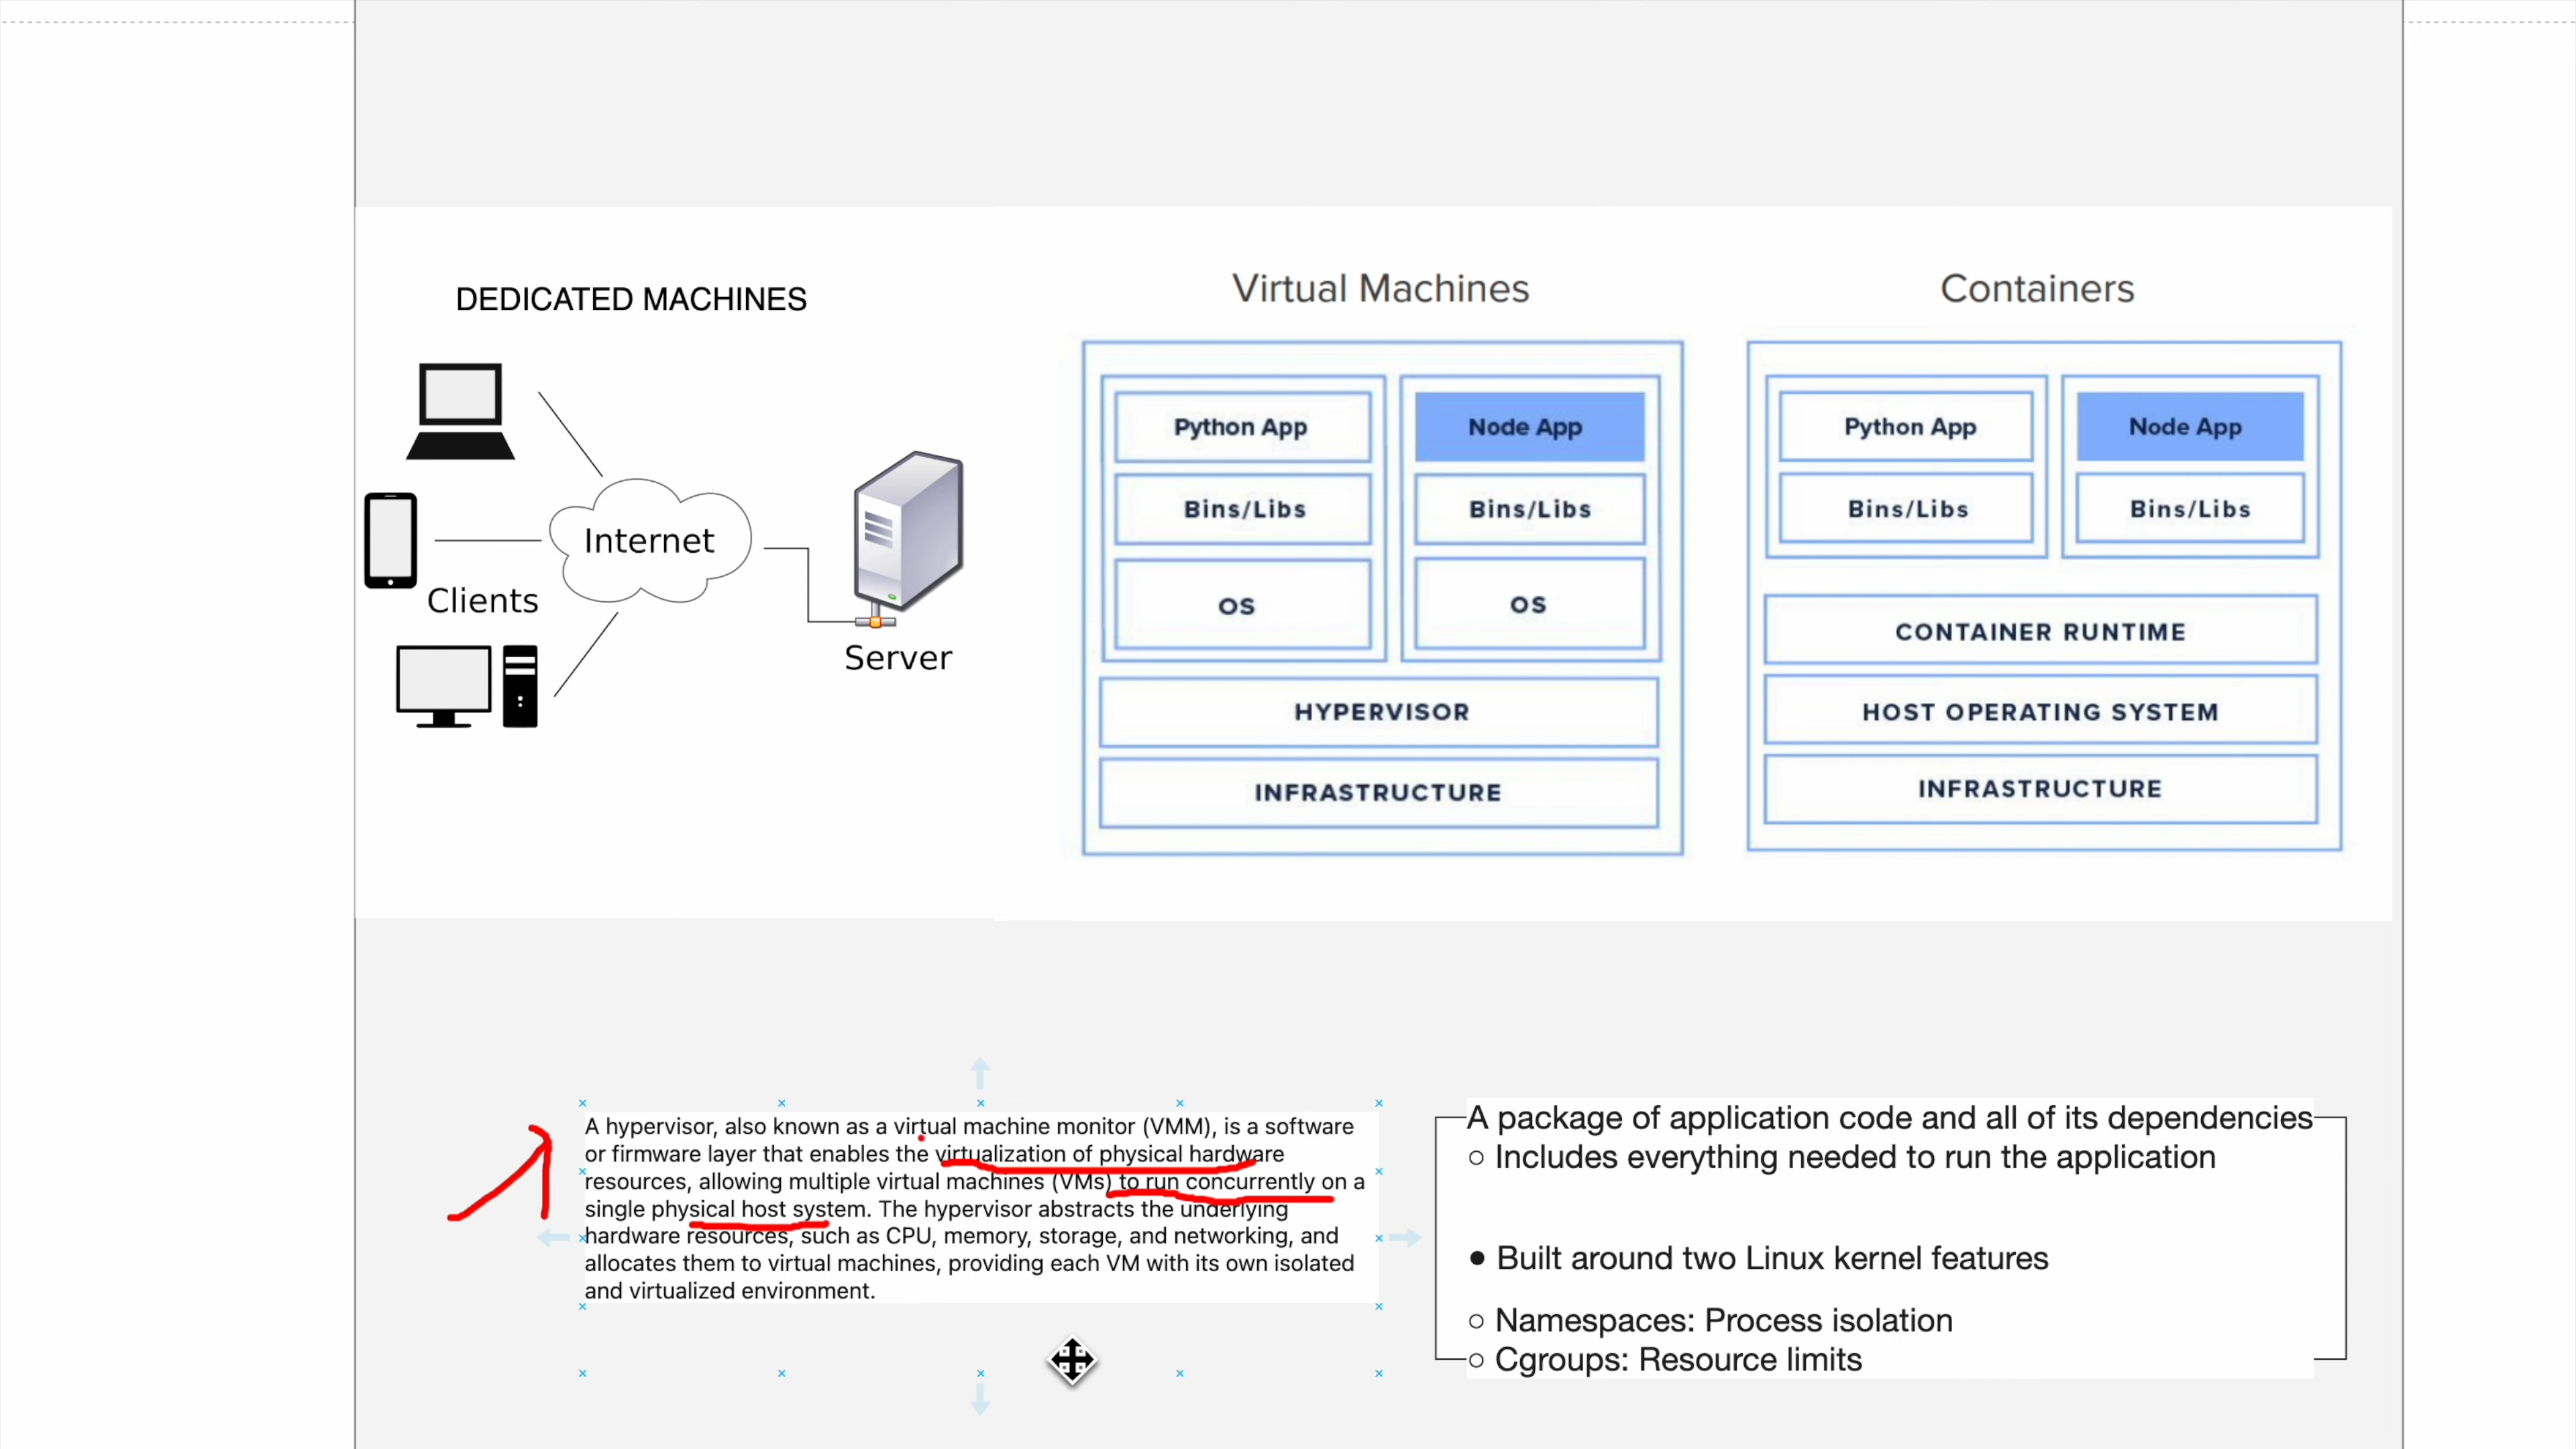 DEDICATED MACHINES
Internet
Clients
Server
Virtual Machines
Python App
Node App
Bins/Libs
Bins/Libs
OS
OS
HYPERVISOR
INFRASTRUCTURE
Containers
Python App
Node App
Bins/Libs
Bins/Libs
CONTAINER RUNTIME
HOST OPERATING SYSTEM
INFRASTRUCTURE
A hypervisor, also known as a virtual machine monitor (VMM), is a software
or firmware layer that enables the virtualization of physical hardware
resources, allowing multiple virtual machines (VMs) to run concurrently on a
single physical host system. The hypervisor abstracts the underlying
hardware resources, such as CPU, memory, storage, and networking, and
allocates them to virtual machines, providing each VM with its own isolated
and virtualized environment.
A package of application code and all of its dependencies
○ Includes everything needed to run the application
● Built around two Linux kernel features
○ Namespaces: Process isolation
○ Cgroups: Resource limits